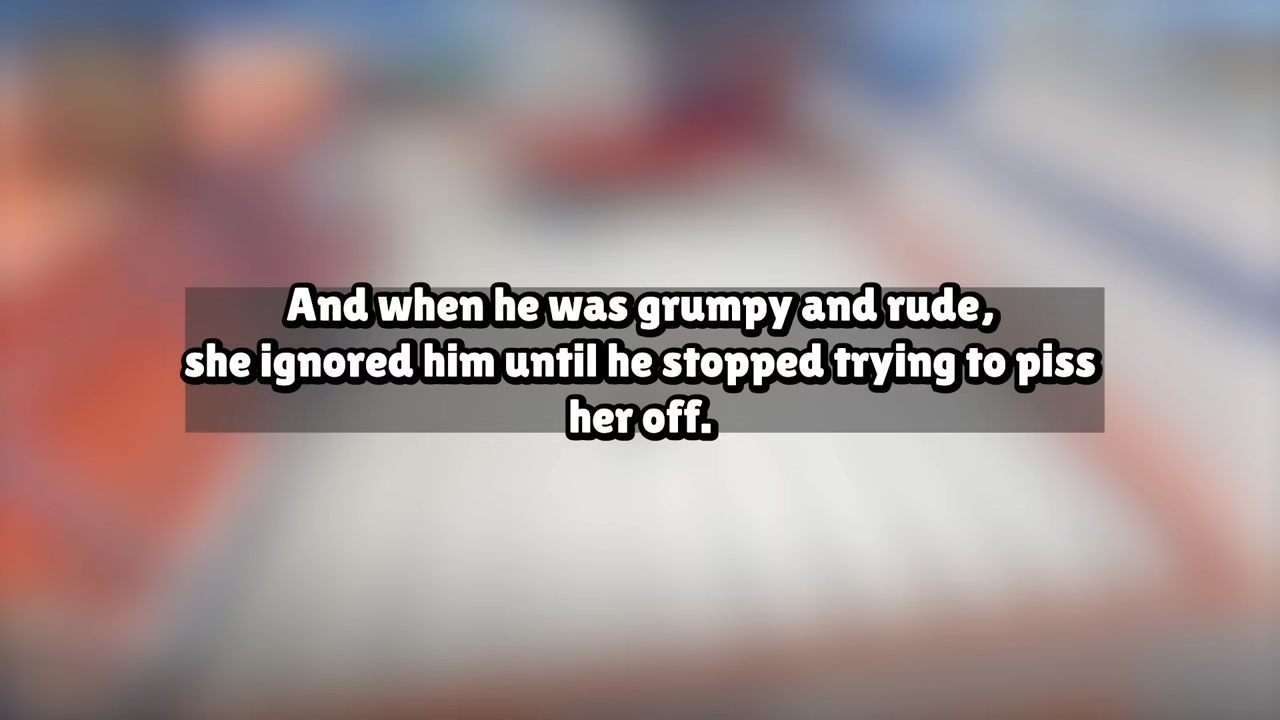 And when he was grumpy and rude,
she ignored him until he stopped trying to piss
her off.